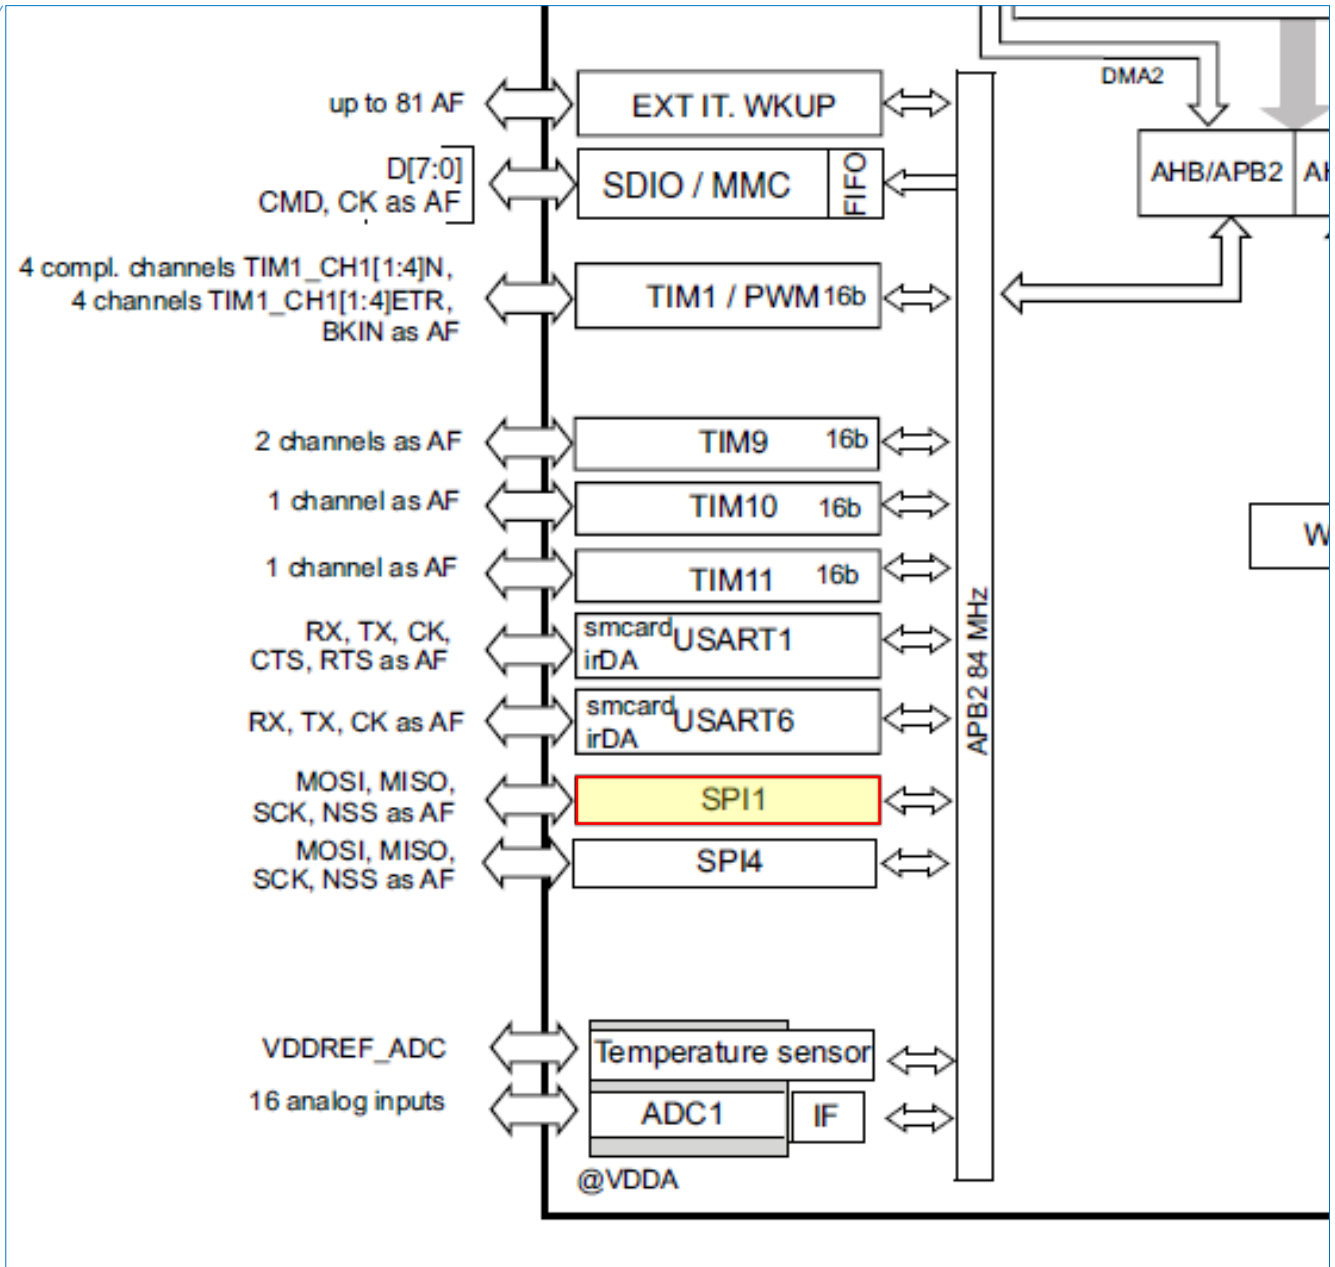 DMA2
up to 81 AF
EXT IT. WKUP
D[7:0]
CMD, CK as AF
SDIO / MMC
FIFO
AHB/APB2
4 compl. channels TIM1_CH1[1:4]N,
4 channels TIM1_CH1[1:4]ETR,
BKIN as AF
TIM1 / PWM 16b
2 channels as AF
TIM9 16b
1 channel as AF
TIM10 16b
1 channel as AF
TIM11 16b
RX, TX, CK,
CTS, RTS as AF
smcard
irDA
USART1
RX, TX, CK as AF
smcard
irDA
USART6
APB2 84 MHz
MOSI, MISO,
SCK, NSS as AF
SPI1
MOSI, MISO,
SCK, NSS as AF
SPI4
VDDREF_ADC
Temperature sensor
16 analog inputs
ADC1
IF
@VDDA